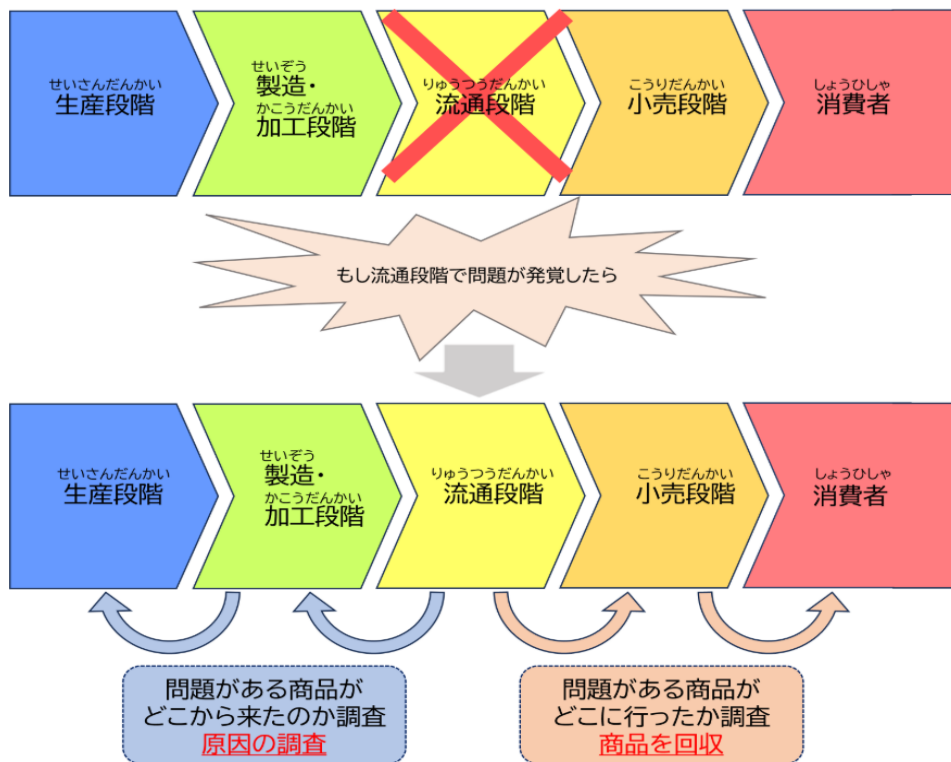 せいさんだんかい
生産段階
せいぞう
製造・
かこうだんかい
加工段階
りゅうつうだんかい
流通段階
こうりだんかい
小売段階
しょうひしゃ
消費者
もし流通段階で問題が発覚したら
せいさんだんかい
生産段階
せいぞう
製造・
かこうだんかい
加工段階
りゅうつうだんかい
流通段階
こうりだんかい
小売段階
しょうひしゃ
消費者
問題がある商品が
どこから来たのか調査
原因の調査
問題がある商品が
どこに行ったか調査
商品を回収